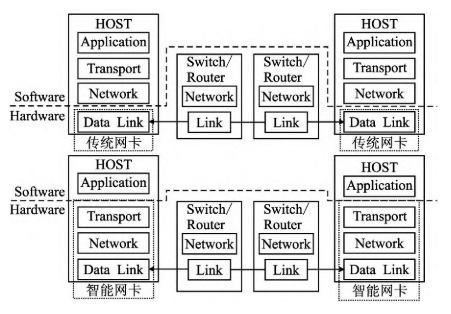 HOST
Application
Transport
Network
Data Link
传统网卡
Software
Hardware
Switch/
Router
Network
Link
Switch/
Router
Network
Link
HOST
Application
Transport
Network
Data Link
传统网卡
HOST
Application
Transport
Network
Data Link
智能网卡
Software
Hardware
Switch/
Router
Network
Link
Switch/
Router
Network
Link
HOST
Application
Transport
Network
Data Link
智能网卡